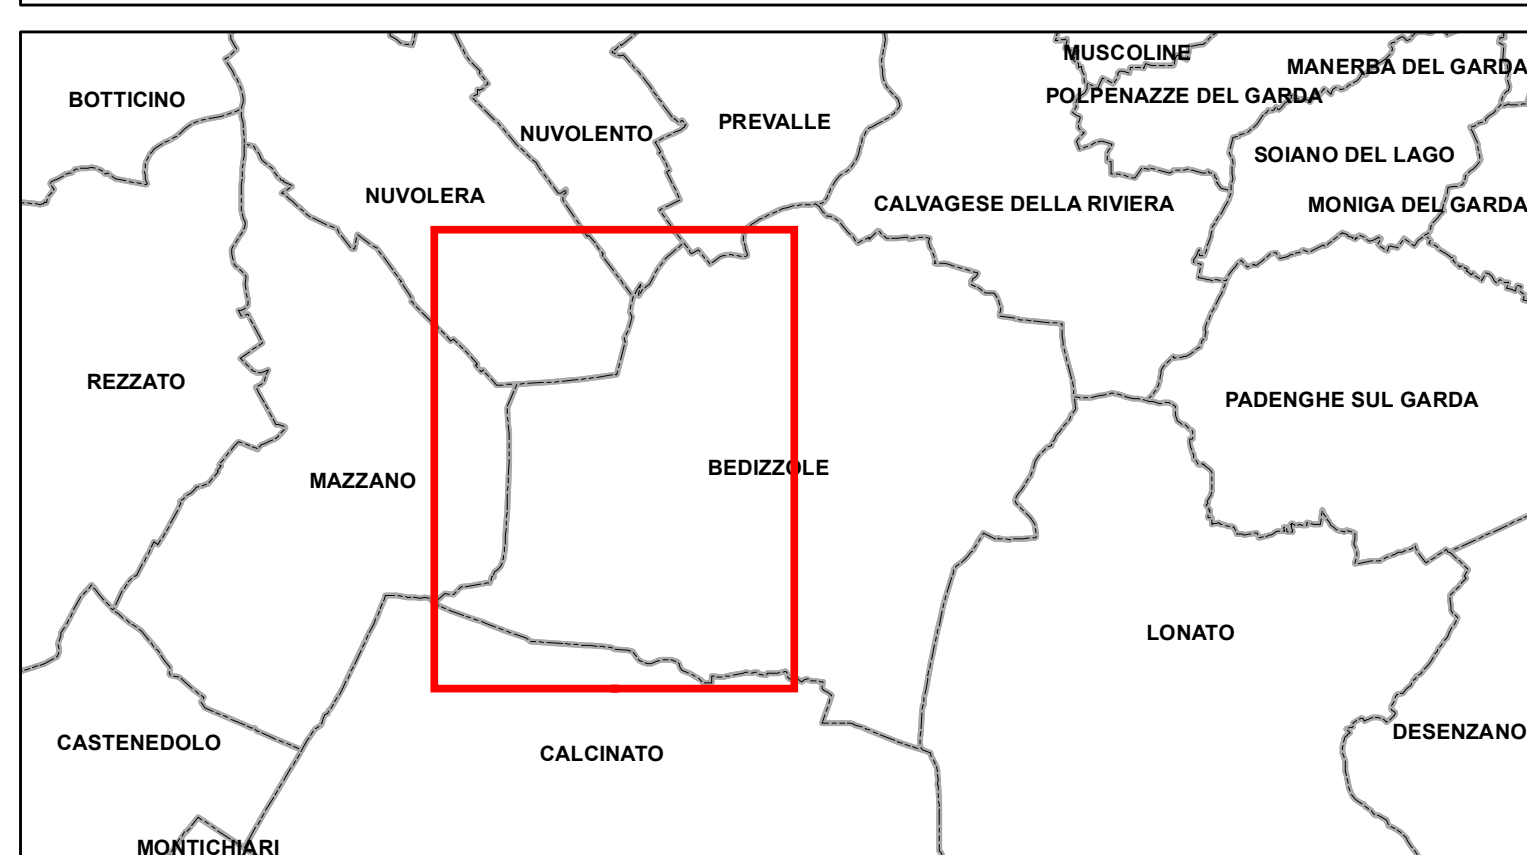 MUSCOLINE
MANERBA DEL GARDA
BOTTICINO
POLPENAZZE DEL GARDA
PREVALLE
NUVOLENTO
SOIANO DEL LAGO
NUVOLERA
CALVAGESE DELLA RIVIERA
MONIGA DEL GARDA
REZZATO
PADENGHE SUL GARDA
BEDIZZOLE
MAZZANO
LONATO
DESENZANO
CASTENEDOLO
CALCINATO
MONTICHIARI